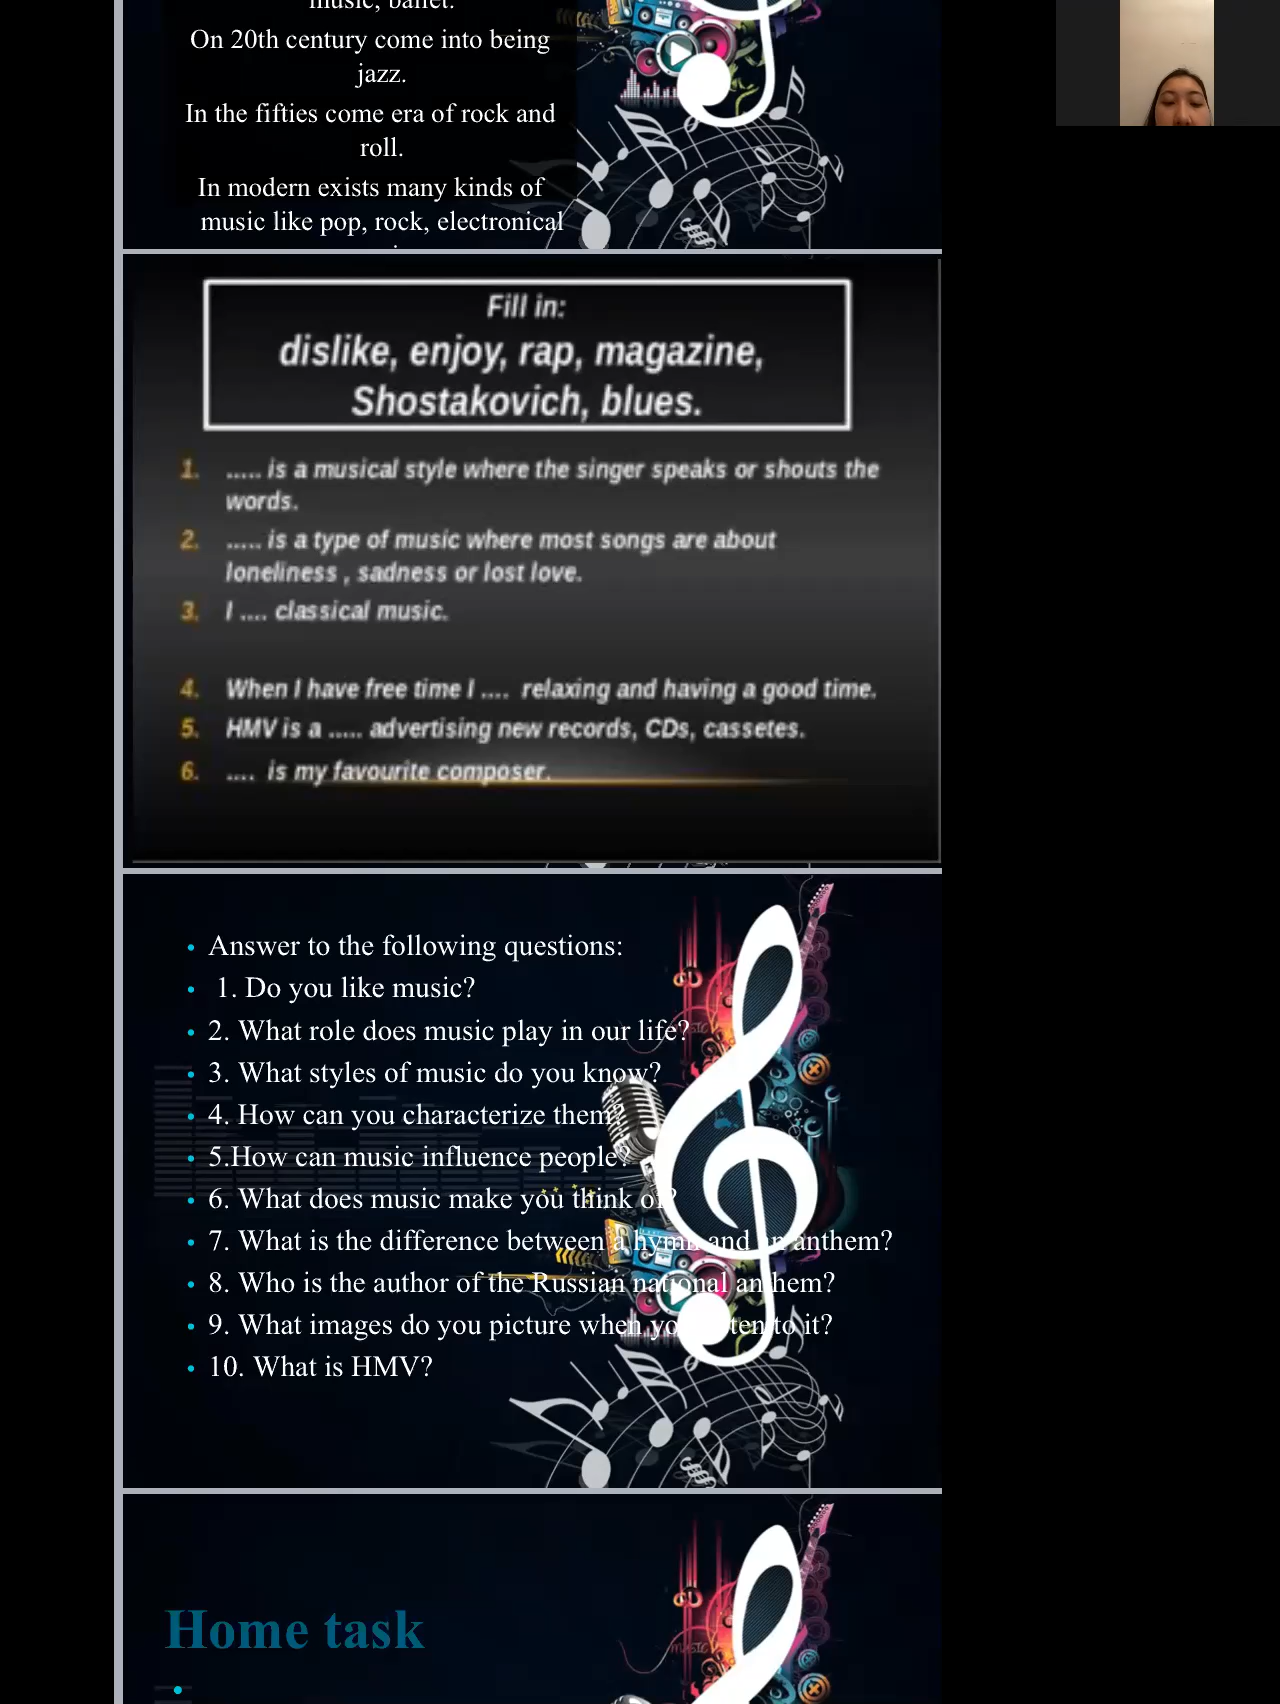 music, ballet.
On 20th century come into being
jazz.
In the fifties come era of rock and
roll.
In modern exists many kinds of
music like pop, rock, electronical
Fill in:
dislike, enjoy, rap, magazine,
Shostakovich, blues.
1. ..... is a musical style where the singer speaks or shouts the
words.
2. ..... is a type of music where most songs are about
loneliness , sadness or lost love.
3. I .... classical music.
4. When I have free time I .... relaxing and having a good time.
5. HMV is a ..... advertising new records, CDs, cassetes.
6. .... is my favourite composer.
• Answer to the following questions:
• 1. Do you like music?
• 2. What role does music play in our life?
• 3. What styles of music do you know?
• 4. How can you characterize them?
• 5.How can music influence people?
• 6. What does music make you think of?
• 7. What is the difference between a hymn and an anthem?
• 8. Who is the author of the Russian national anthem?
• 9. What images do you picture when you listen to it?
• 10. What is HMV?
Home task
•